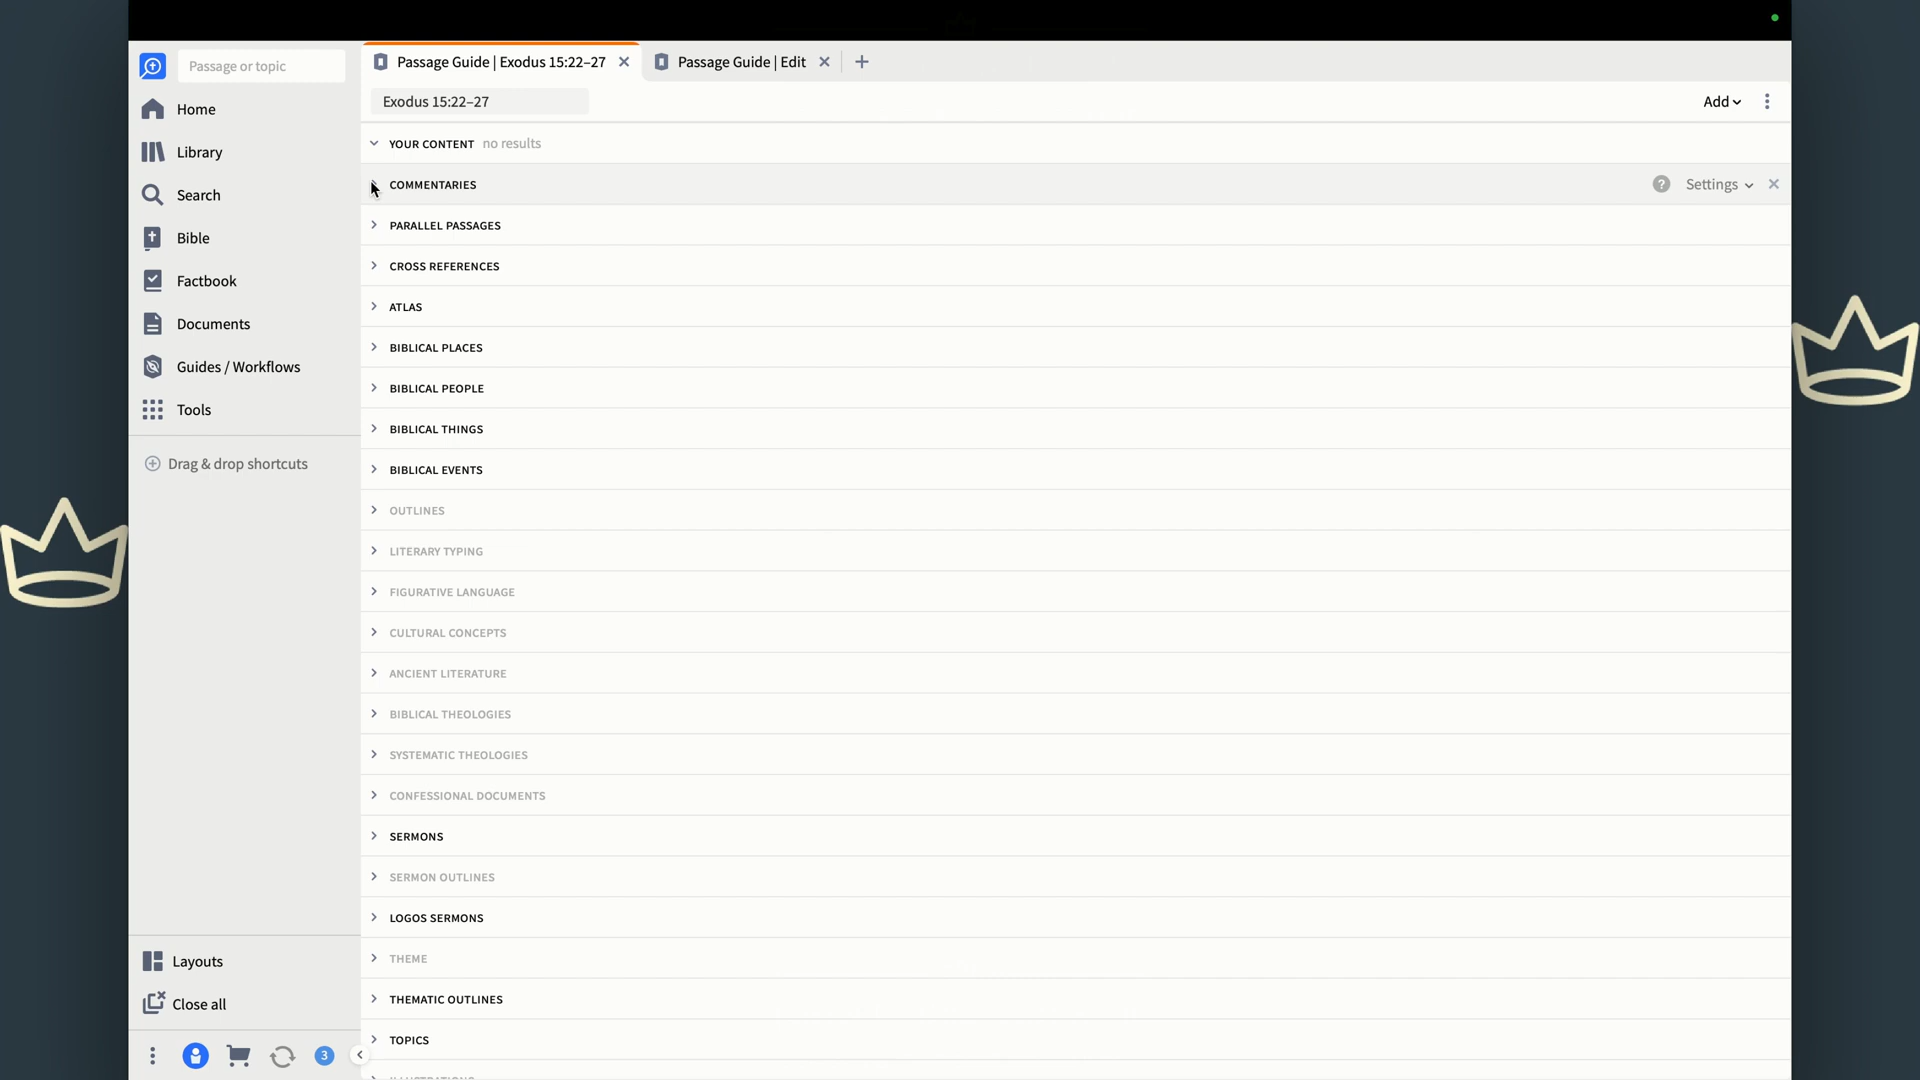 Passage or topic
Home
Library
Search
Bible
Factbook
Documents
Guides / Workflows
Tools
Drag & drop shortcuts
Layouts
Close all
3
Passage Guide | Exodus 15:22–27
Passage Guide | Edit
Exodus 15:22–27
Add
YOUR CONTENT no results
COMMENTARIES
? Settings
PARALLEL PASSAGES
CROSS REFERENCES
ATLAS
BIBLICAL PLACES
BIBLICAL PEOPLE
BIBLICAL THINGS
BIBLICAL EVENTS
OUTLINES
LITERARY TYPING
FIGURATIVE LANGUAGE
CULTURAL CONCEPTS
ANCIENT LITERATURE
BIBLICAL THEOLOGIES
SYSTEMATIC THEOLOGIES
CONFESSIONAL DOCUMENTS
SERMONS
SERMON OUTLINES
LOGOS SERMONS
THEME
THEMATIC OUTLINES
TOPICS